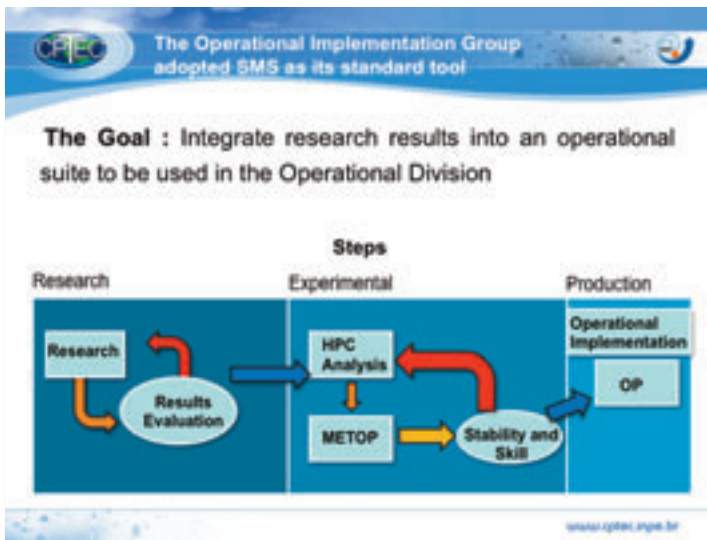 CPTEC
The Operational Implementation Group
adopted SMS as its standard tool
The Goal : Integrate research results into an operational
suite to be used in the Operational Division
Steps
Research
Experimental
Production
Research
Results
Evaluation
HPC
Analysis
METOP
Stability and
Skill
Operational
Implementation
OP
www.cptec.inpe.br